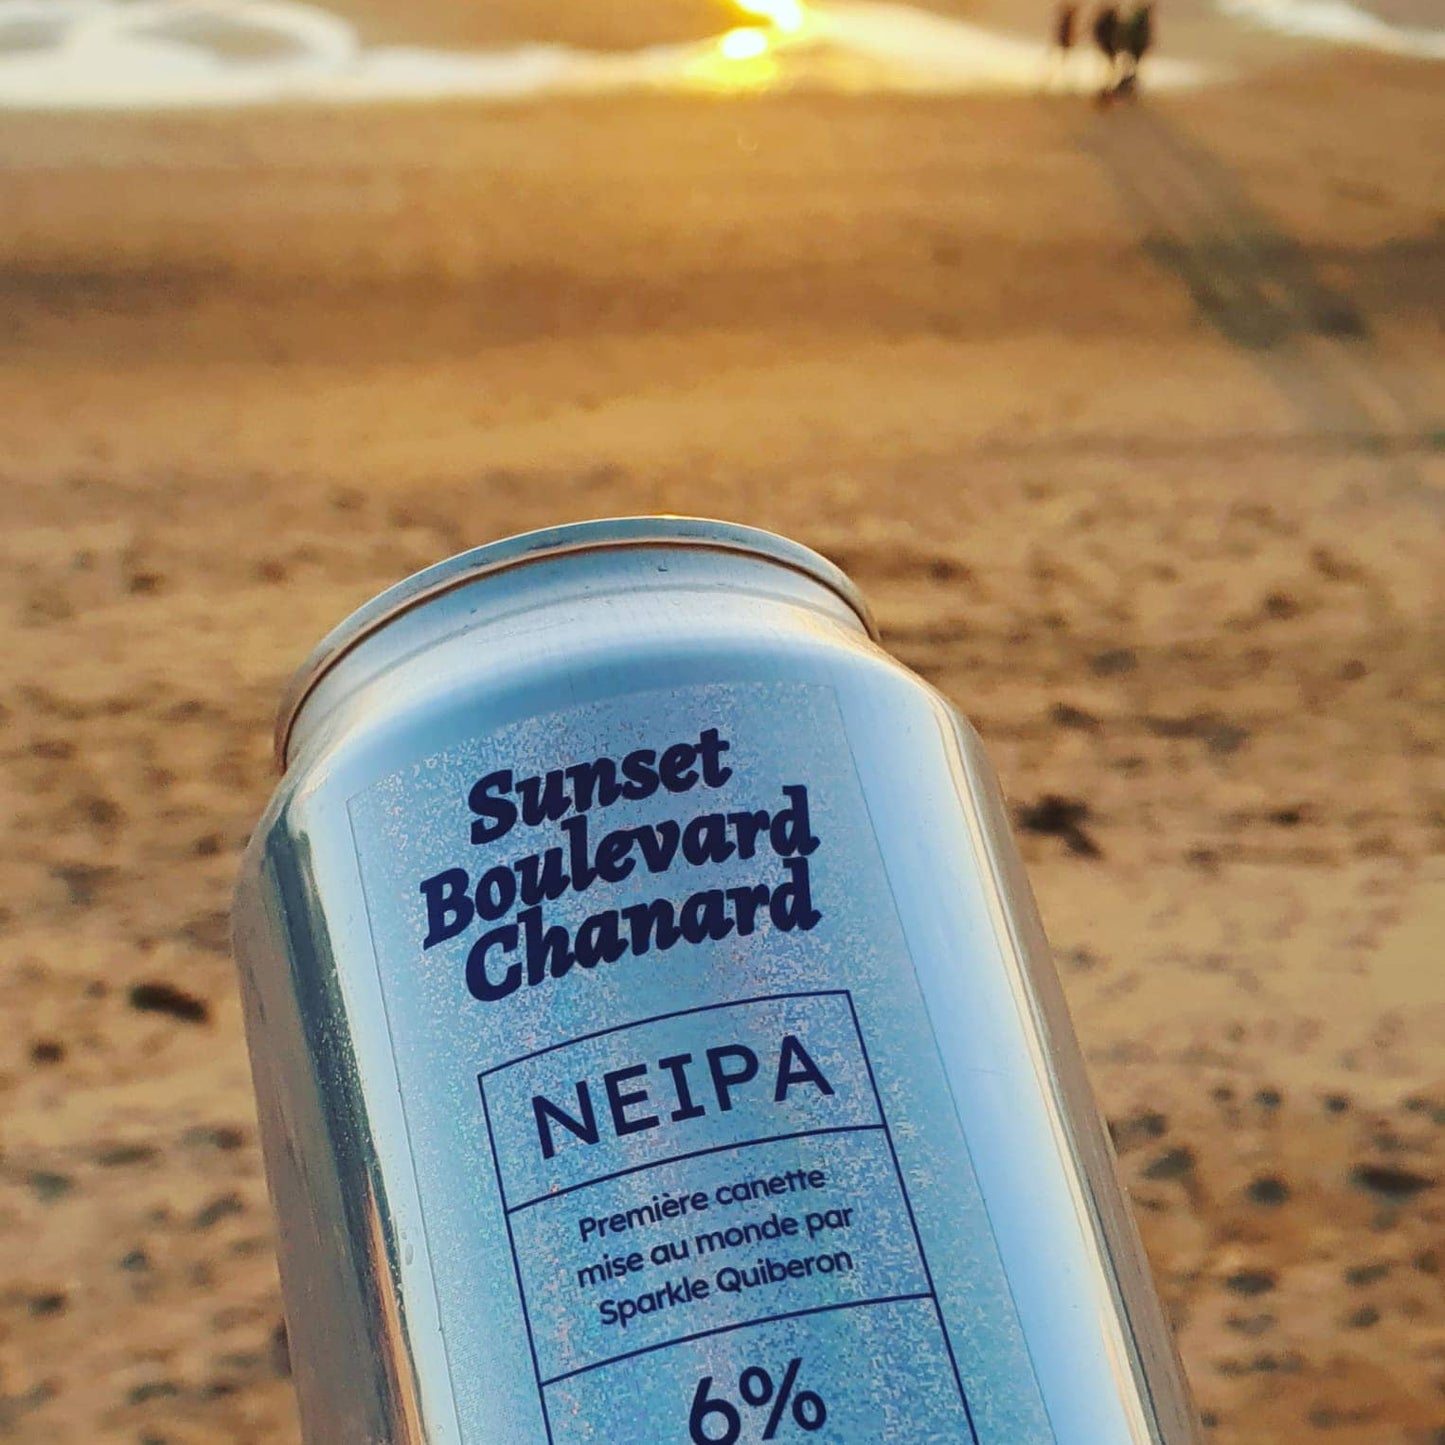 Sunset
Boulevard
Chanard
NEIPA
Première canette
mise au monde par
Sparkle Quiberon
6%